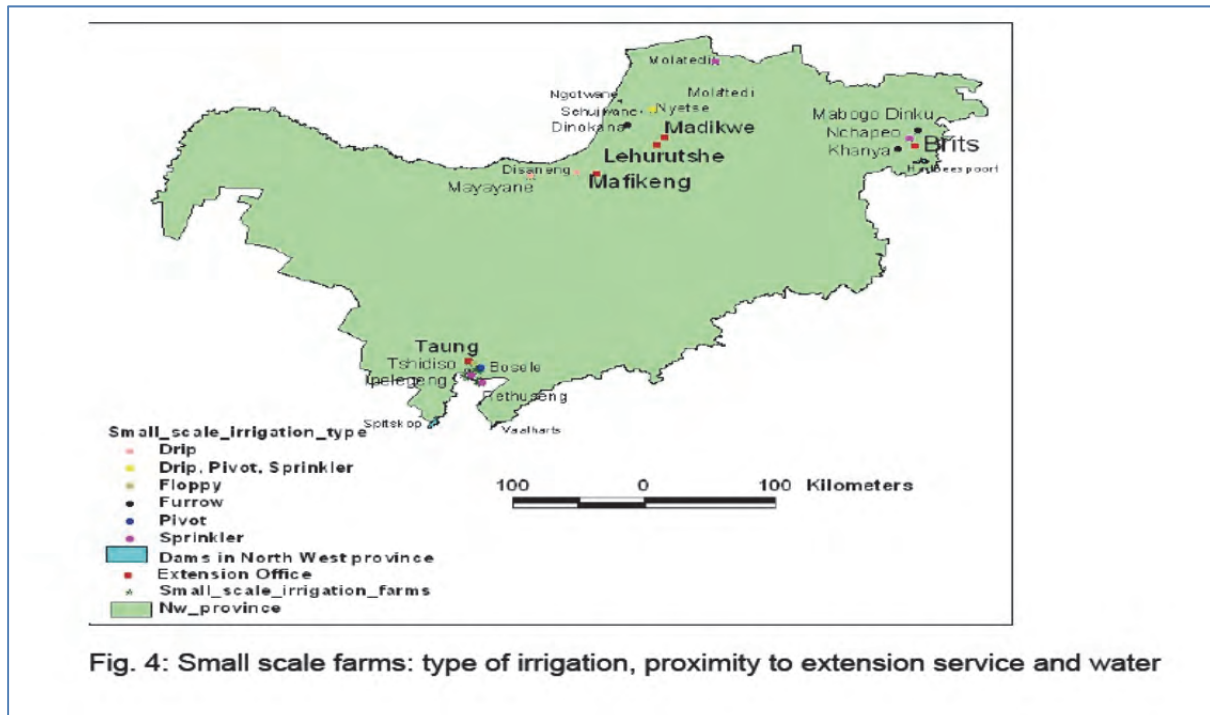 Molatedi
Ngotwane
Molatedi
Sehujwane
Nyetse
Dinokana
Mabogo Dinku
Madikwe
Nchapeo
Brits
Lehurutshe
Khanya
Disaneng
Mafikeng
Mayayane
Taung
Tshidiso
Bosele
Ipelegeng
Rethuseng
Spitskop
Vaalharts
Small_scale_irrigation_type
Drip
Drip, Pivot, Sprinkler
Floppy
Furrow
Pivot
Sprinkler
Dams in North West province
Extension Office
Small_scale_irrigation_farms
Nw_province
100 0 100 Kilometers
Fig. 4: Small scale farms: type of irrigation, proximity to extension service and water